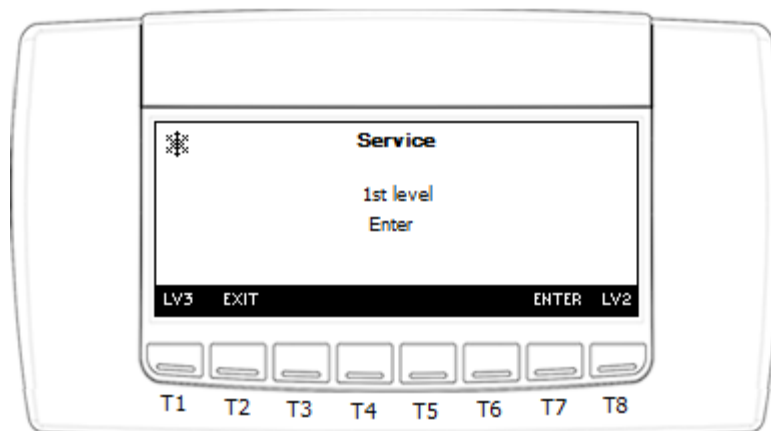 Service
1st level
Enter
LV3 EXIT ENTER LV2
T1 T2 T3 T4 T5 T6 T7 T8